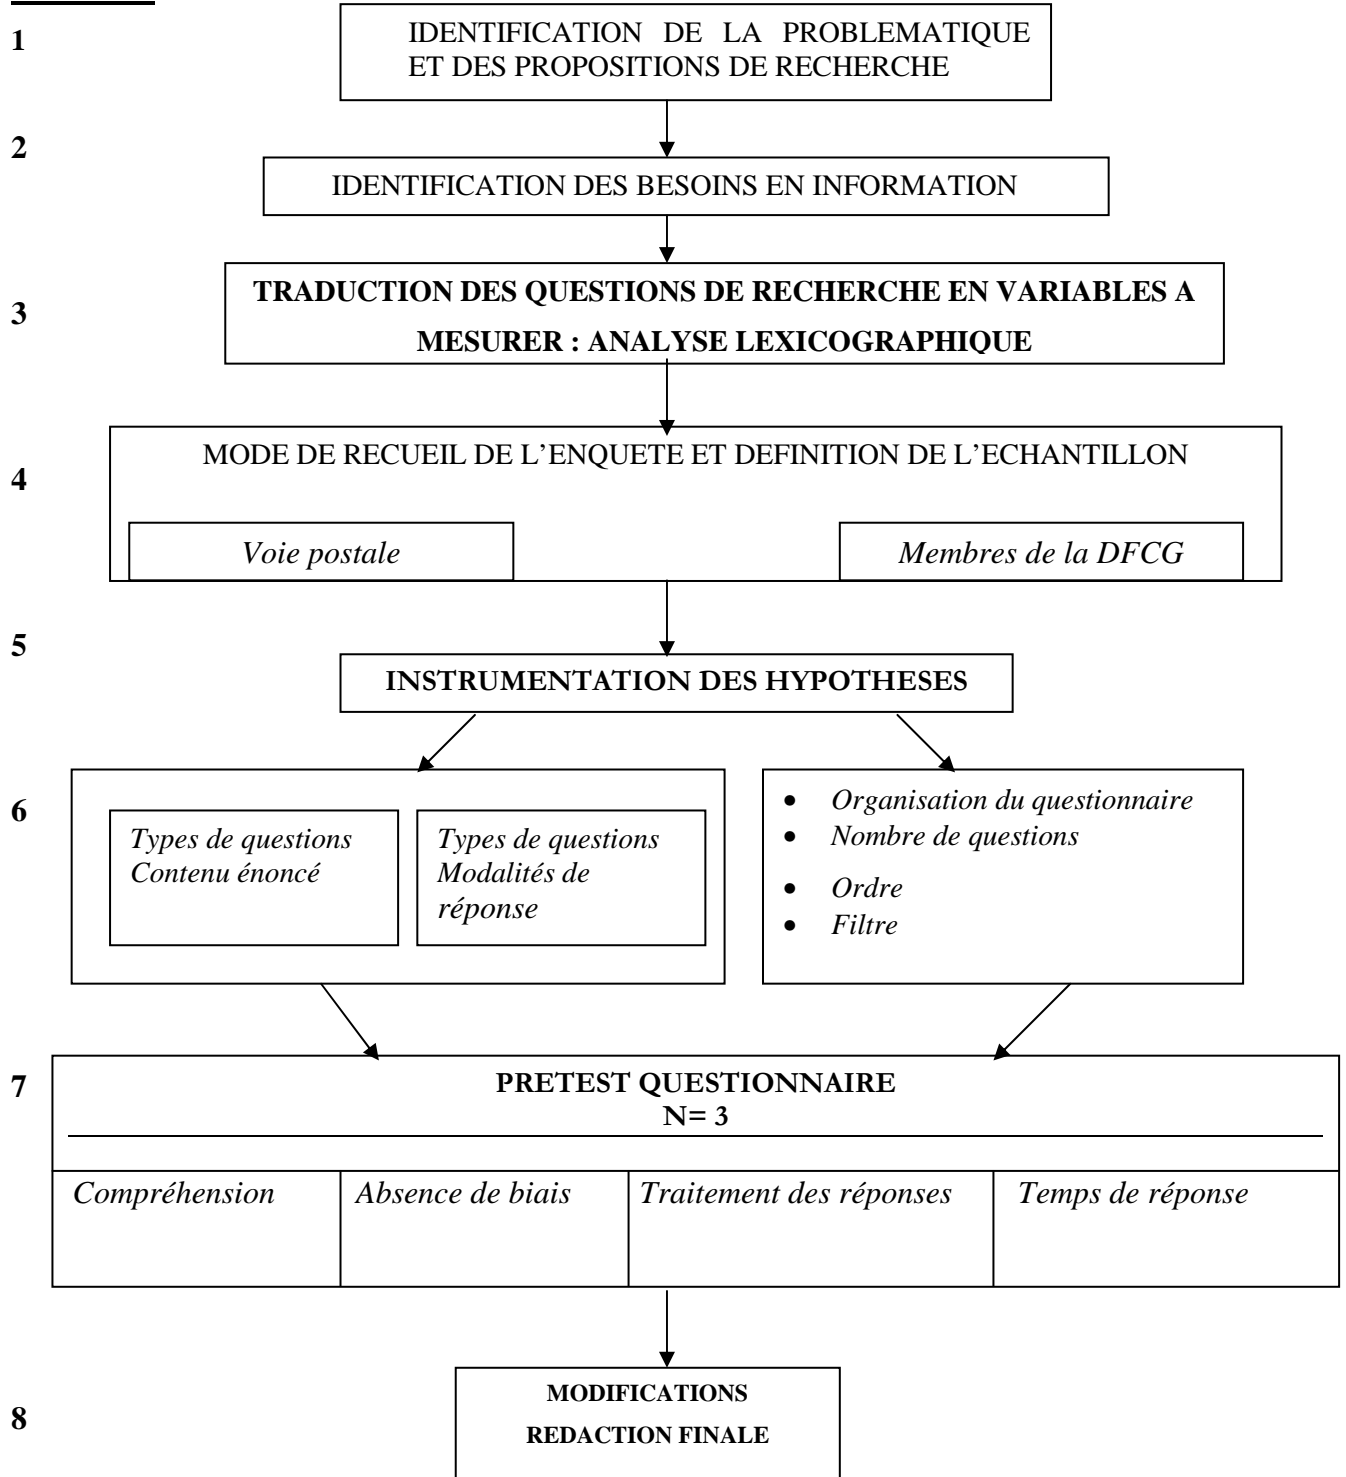 1
IDENTIFICATION DE LA PROBLEMATIQUE
ET DES PROPOSITIONS DE RECHERCHE
2
IDENTIFICATION DES BESOINS EN INFORMATION
3
TRADUCTION DES QUESTIONS DE RECHERCHE EN VARIABLES A
MESURER : ANALYSE LEXICOGRAPHIQUE
4
MODE DE RECUEIL DE L'ENQUETE ET DEFINITION DE L'ECHANTILLON
Voie postale
Membres de la DFCG
5
INSTRUMENTATION DES HYPOTHESES
6
Types de questions
Contenu énoncé
Types de questions
Modalités de
réponse
• Organisation du questionnaire
• Nombre de questions
• Ordre
• Filtre
7
PRETEST QUESTIONNAIRE
N= 3
Compréhension
Absence de biais
Traitement des réponses
Temps de réponse
8
MODIFICATIONS
REDACTION FINALE